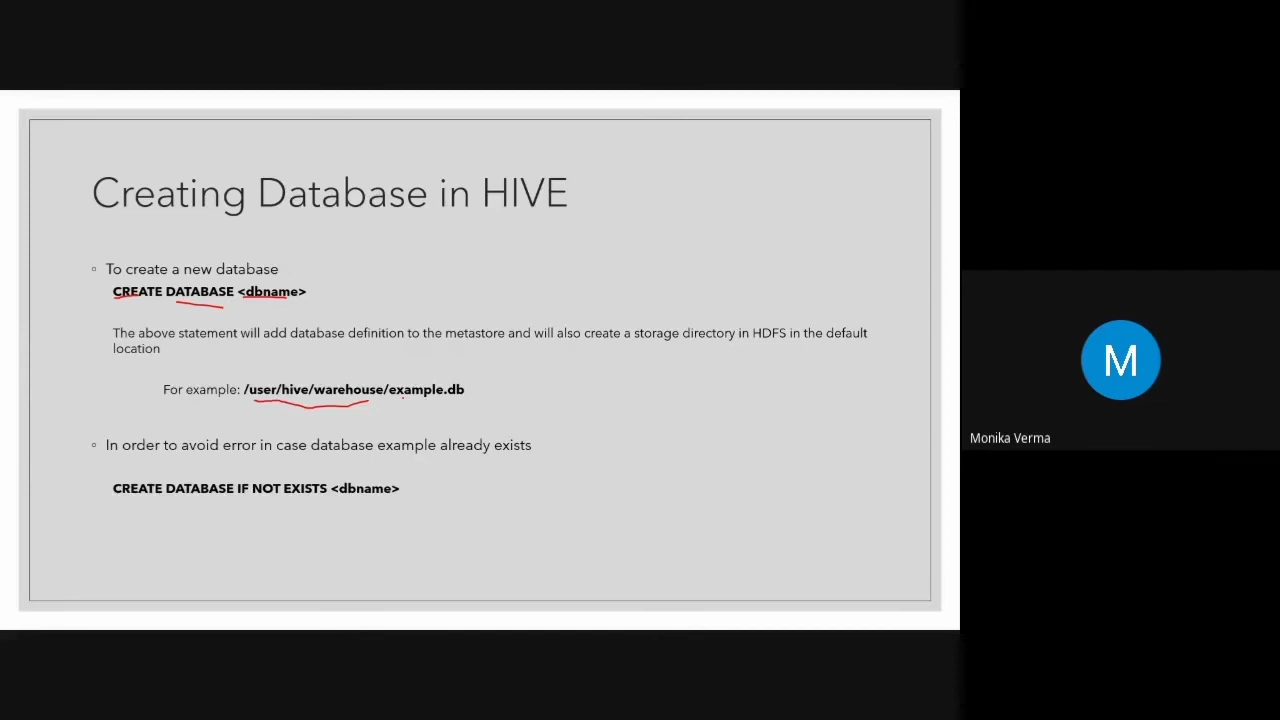 Creating Database in HIVE
◦ To create a new database
CREATE DATABASE <dbname>
The above statement will add database definition to the metastore and will also create a storage directory in HDFS in the default
location
For example: /user/hive/warehouse/example.db
◦ In order to avoid error in case database example already exists
CREATE DATABASE IF NOT EXISTS <dbname>
M
Monika Verma